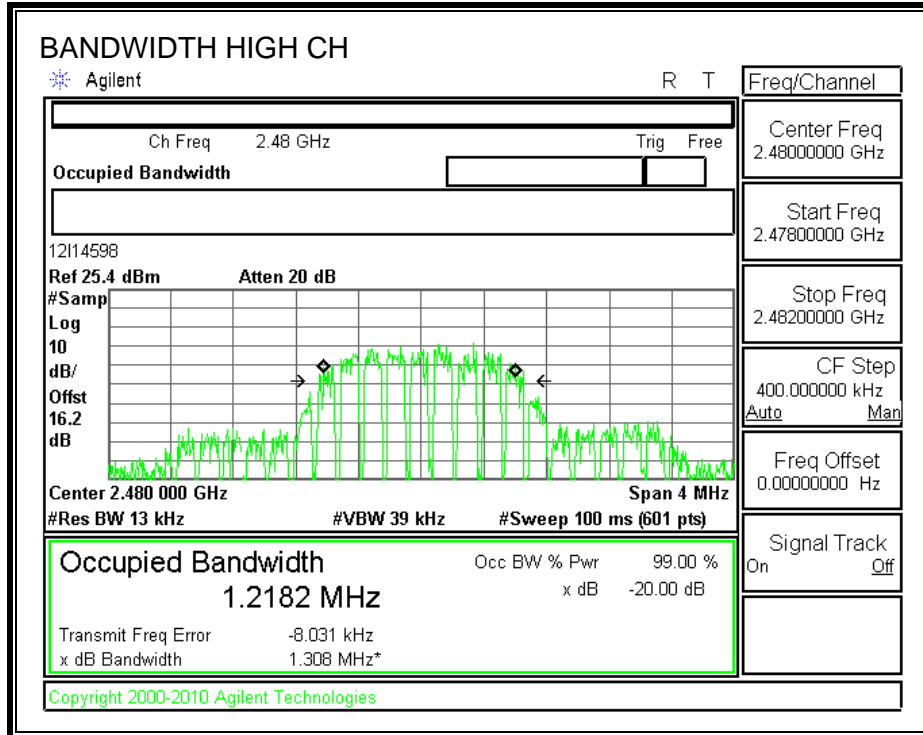 BANDWIDTH HIGH CH
Agilent R T
Ch Freq 2.48 GHz Trig Free
Occupied Bandwidth
12I14598
Ref 25.4 dBm Atten 20 dB
#Samp
Log
10
dB/
Offst
16.2
dB
Center 2.480 000 GHz Span 4 MHz
#Res BW 13 kHz #VBW 39 kHz #Sweep 100 ms (601 pts)
Occupied Bandwidth
1.2182 MHz
Occ BW % Pwr 99.00 %
x dB -20.00 dB
Transmit Freq Error -8.031 kHz
x dB Bandwidth 1.308 MHz*
Copyright 2000-2010 Agilent Technologies
Freq/Channel
Center Freq
2.48000000 GHz
Start Freq
2.47800000 GHz
Stop Freq
2.48200000 GHz
CF Step
400.000000 kHz
Auto Man
Freq Offset
0.00000000 Hz
Signal Track
On Off